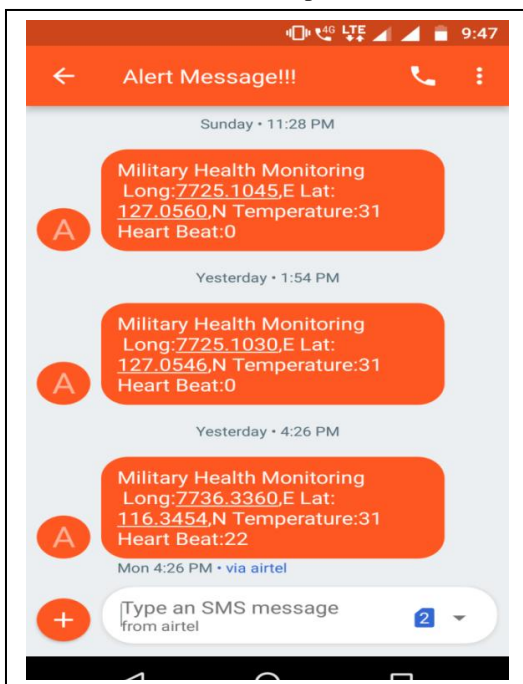 4G LTE 9:47
Alert Message!!!
Sunday • 11:28 PM
Military Health Monitoring
Long:7725.1045,E Lat:
127.0560,N Temperature:31
Heart Beat:0
A
Yesterday • 1:54 PM
Military Health Monitoring
Long:7725.1030,E Lat:
127.0546,N Temperature:31
Heart Beat:0
A
Yesterday • 4:26 PM
Military Health Monitoring
Long:7736.3360,E Lat:
116.3454,N Temperature:31
Heart Beat:22
A
Mon 4:26 PM • via airtel
Type an SMS message
from airtel
2